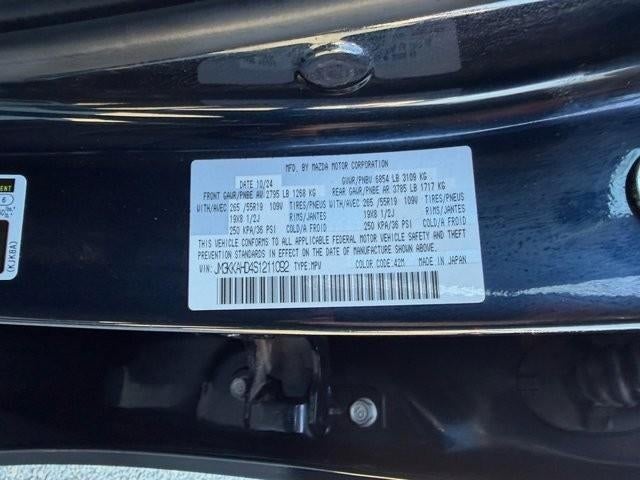 MFD. BY MAZDA MOTOR CORPORATION
DATE 10/24 GVWR/PNBV 6854 LB 3109 KG
FRONT GAWR/PNBE AV 2795 LB 1268 KG REAR GAWR/PNBE AR 3785 LB 1717 KG
WITH/AVEC 265 /55R19 109V TIRES/PNEUS WITH/AVEC 265 /55R19 109V TIRES/PNEUS
19X8 1/2J RIMS/JANTES 19X8 1/2J RIMS/JANTES
250 KPA/36 PSI COLD/A FROID 250 KPA/36 PSI COLD/A FROID
THIS VEHICLE CONFORMS TO ALL APPLICABLE FEDERAL MOTOR VEHICLE SAFETY AND THEFT
PREVENTION STANDARDS IN EFFECT ON THE DATE OF MANUFACTURE SHOWN ABOVE.
VIN: JM3KKAHD4S1211092 TYPE:MPV COLOR CODE:42M MADE IN JAPAN
(KJK8A)